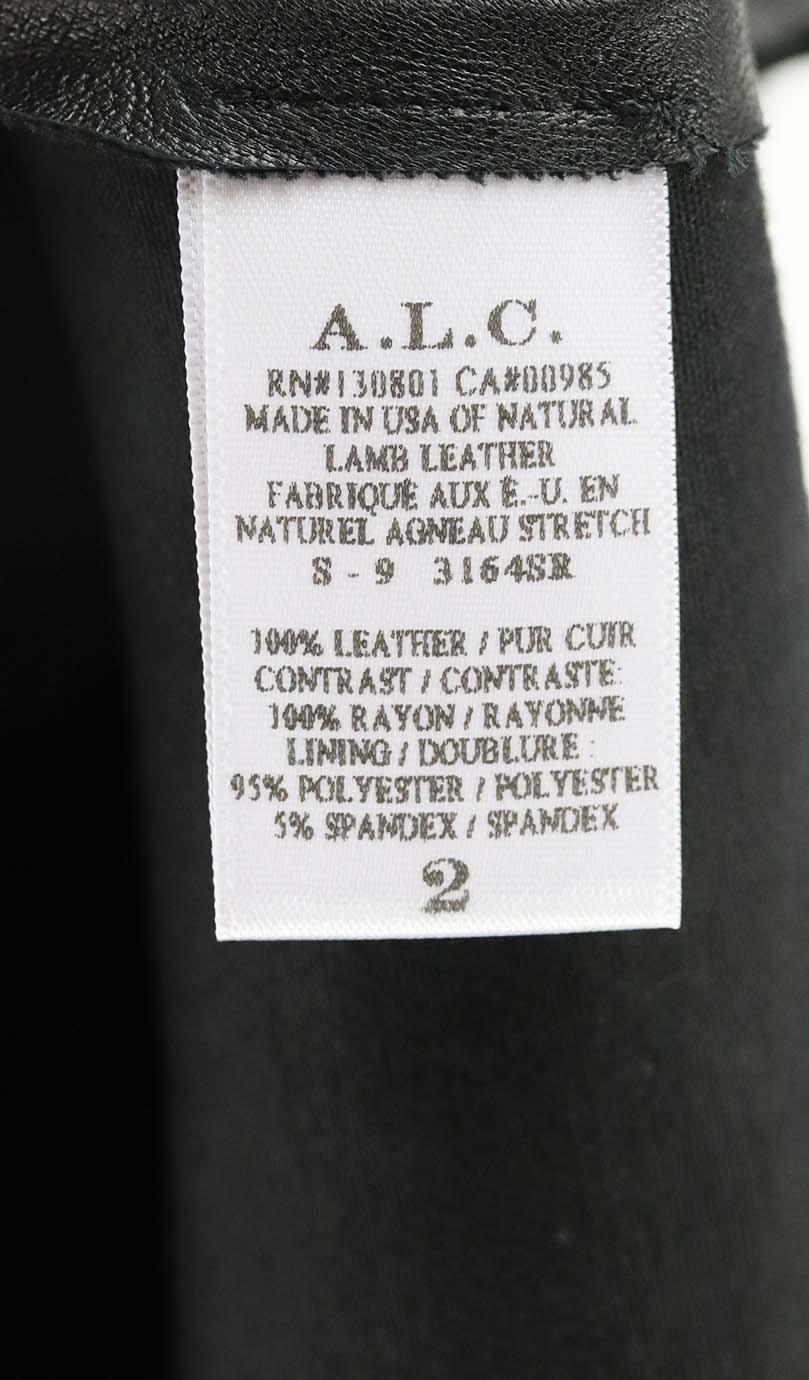 A.L.C.
RN#130801 CA#00985
MADE IN USA OF NATURAL
LAMB LEATHER
FABRIQUÉ AUX É.-U. EN
NATUREL AGNEAU STRETCH
S - 9 3164SR
100% LEATHER / PUR CUIR
CONTRAST / CONTRASTE:
100% RAYON / RAYONNE
LINING / DOUBLURE :
95% POLYESTER / POLYESTER
5% SPANDEX / SPANDEX
2